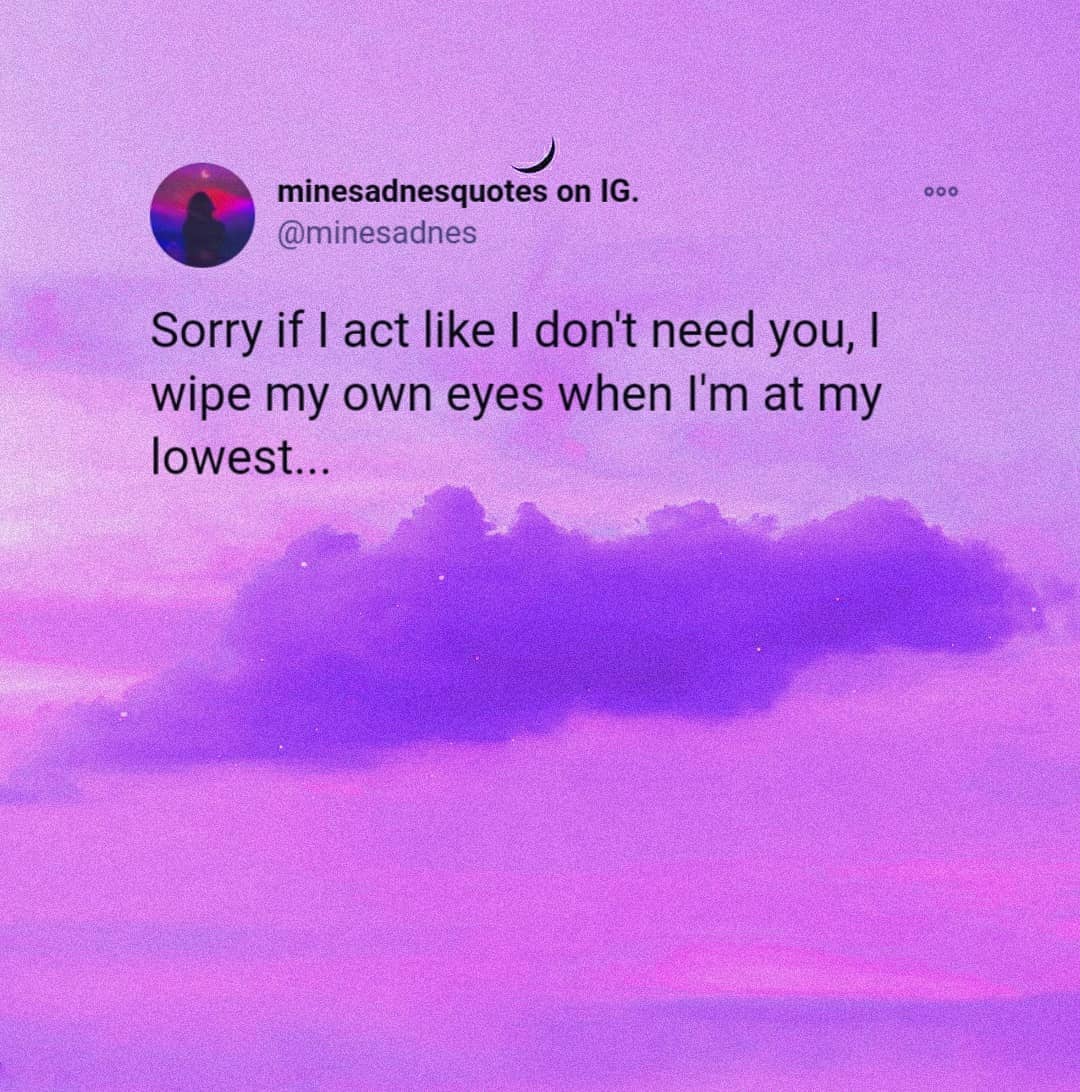 minesadnesquotes on IG.
@minesadnes
Sorry if I act like I don't need you, I
wipe my own eyes when I'm at my
lowest...